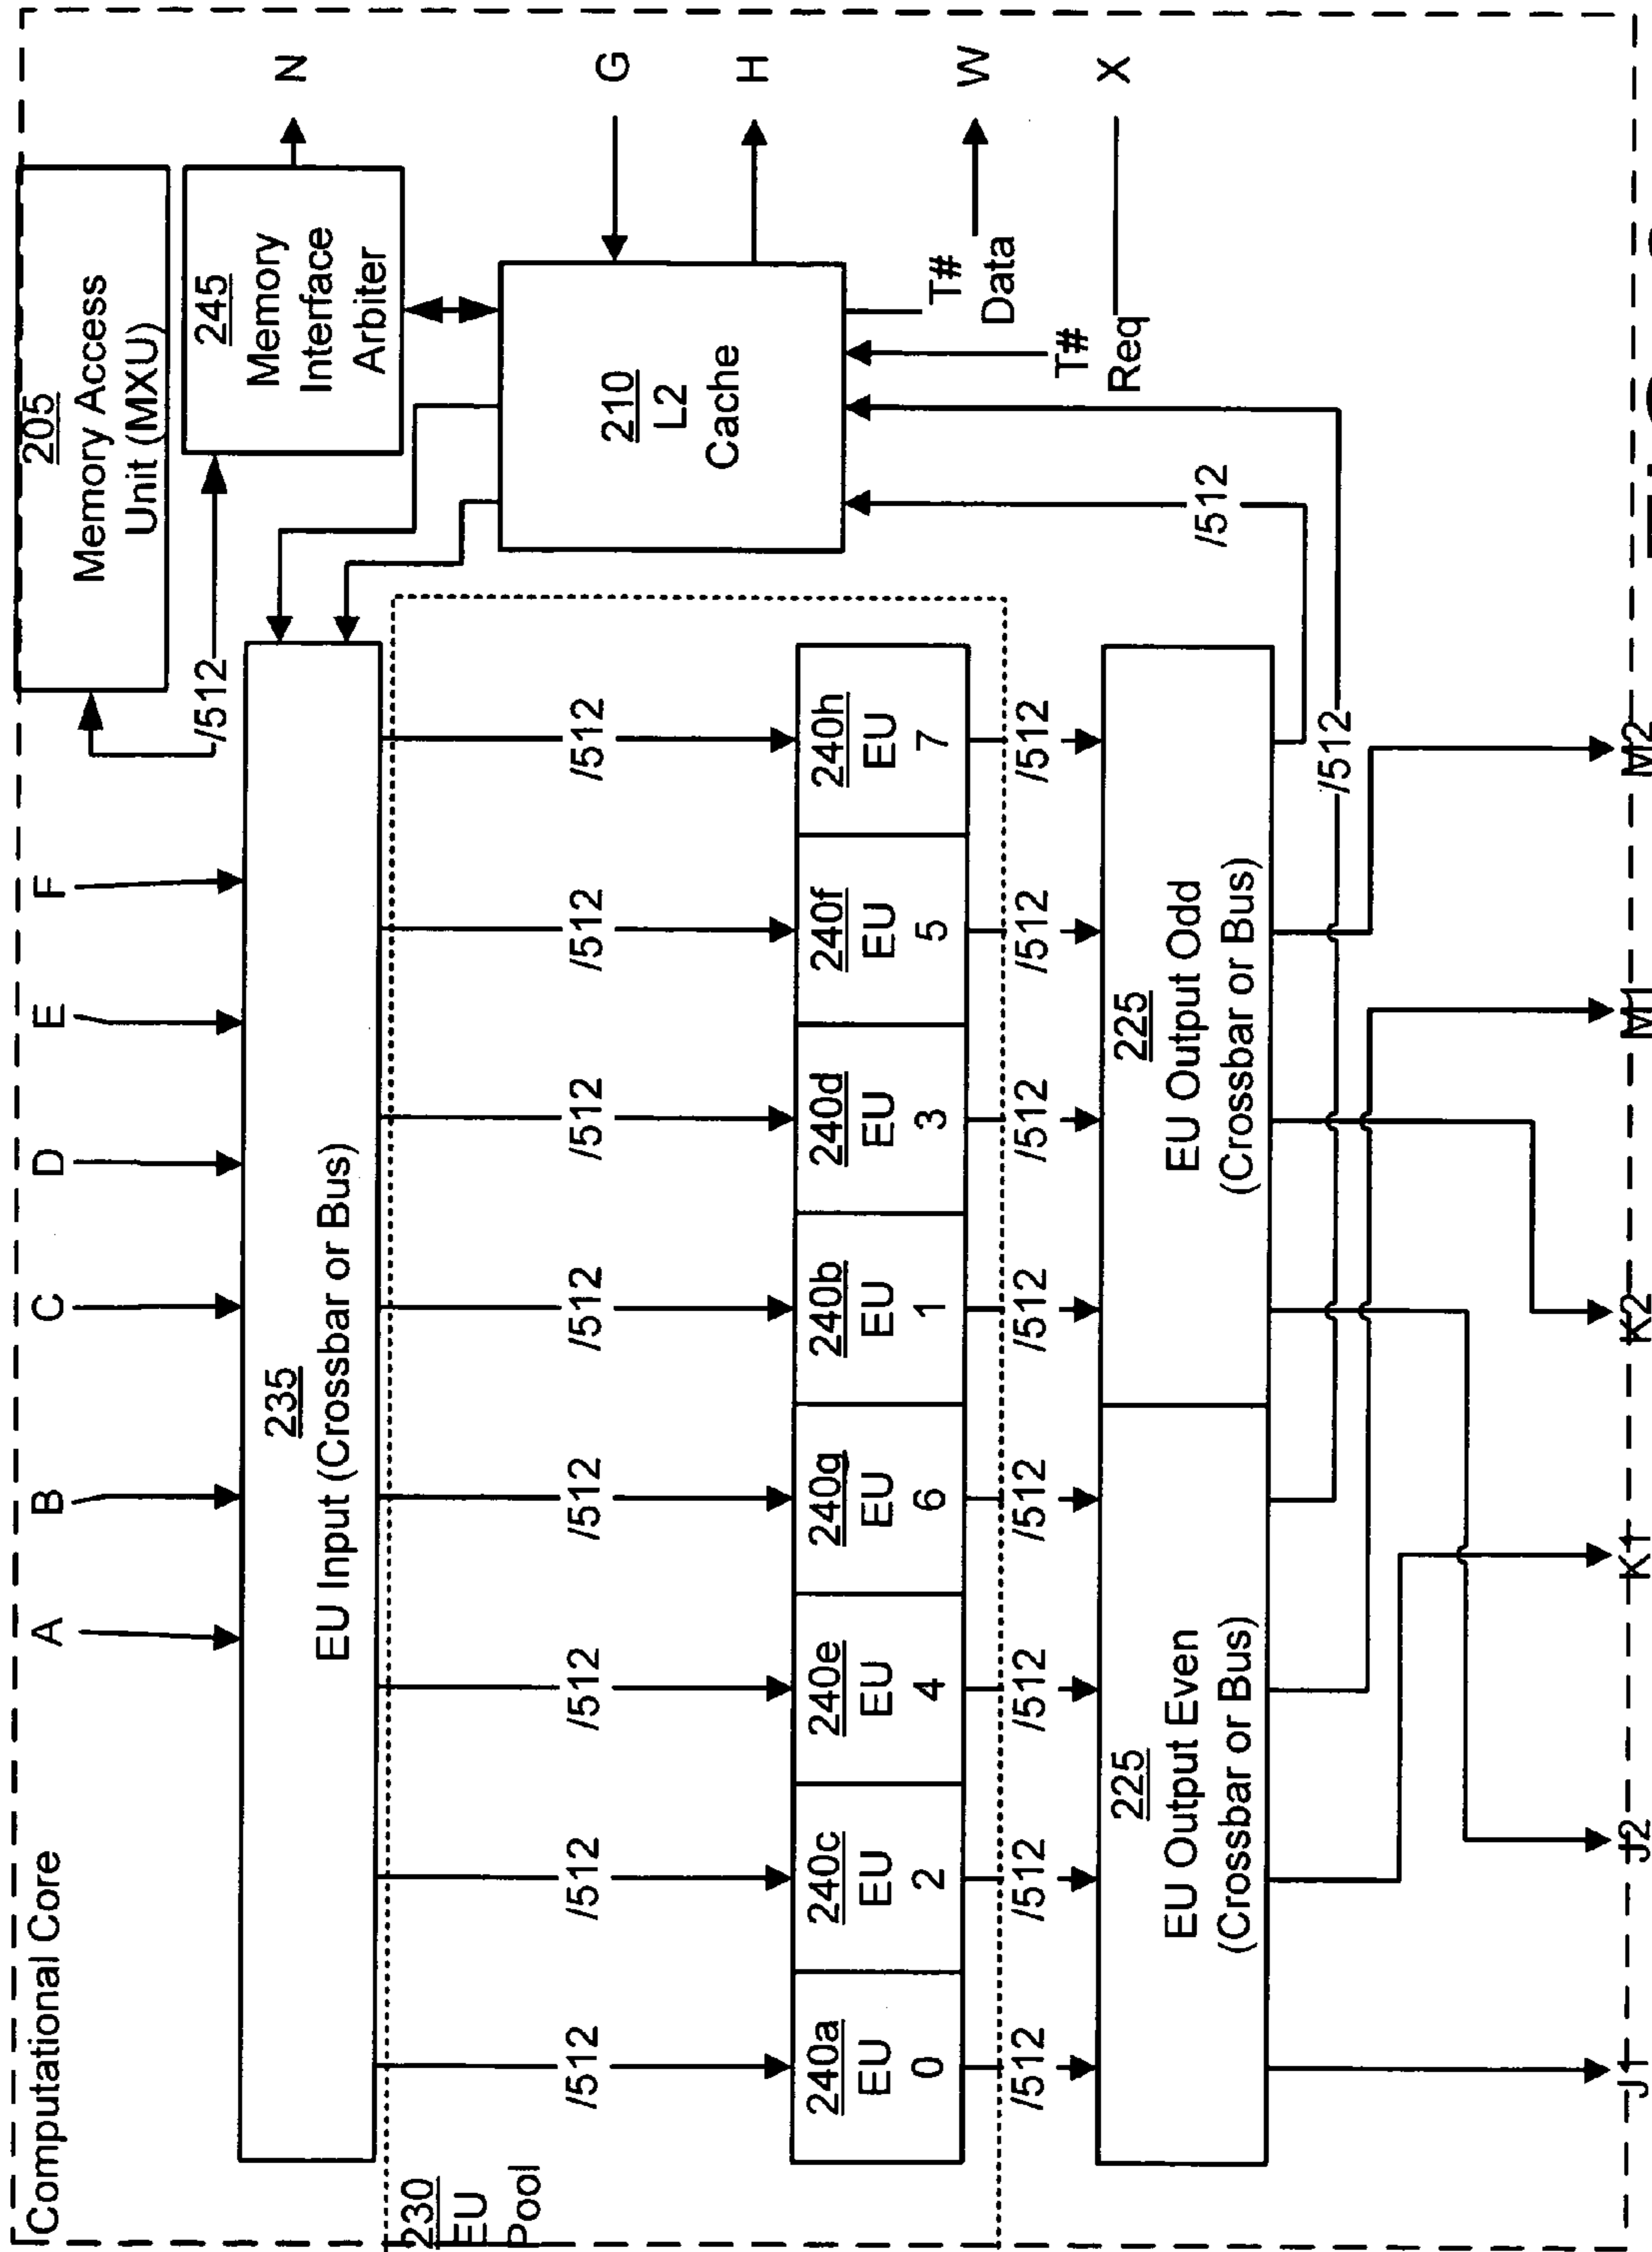 Computational Core
A
B
C
D
E
F
205
Memory Access
Unit (MXU)
/512
245
Memory
Interface
Arbiter
N
235
EU Input (Crossbar or Bus)
G
H
210
L2
Cache
T#
Data
W
T#
Req
X
230
EU
Pool
/512
/512
/512
/512
/512
/512
/512
/512
240a
EU
0
240c
EU
2
240e
EU
4
240g
EU
6
240b
EU
1
240d
EU
3
240f
EU
5
240h
EU
7
/512
/512
/512
/512
/512
/512
/512
/512
/512
225
EU Output Even
(Crossbar or Bus)
225
EU Output Odd
(Crossbar or Bus)
/512
J1
J2
K1
K2
M1
M2